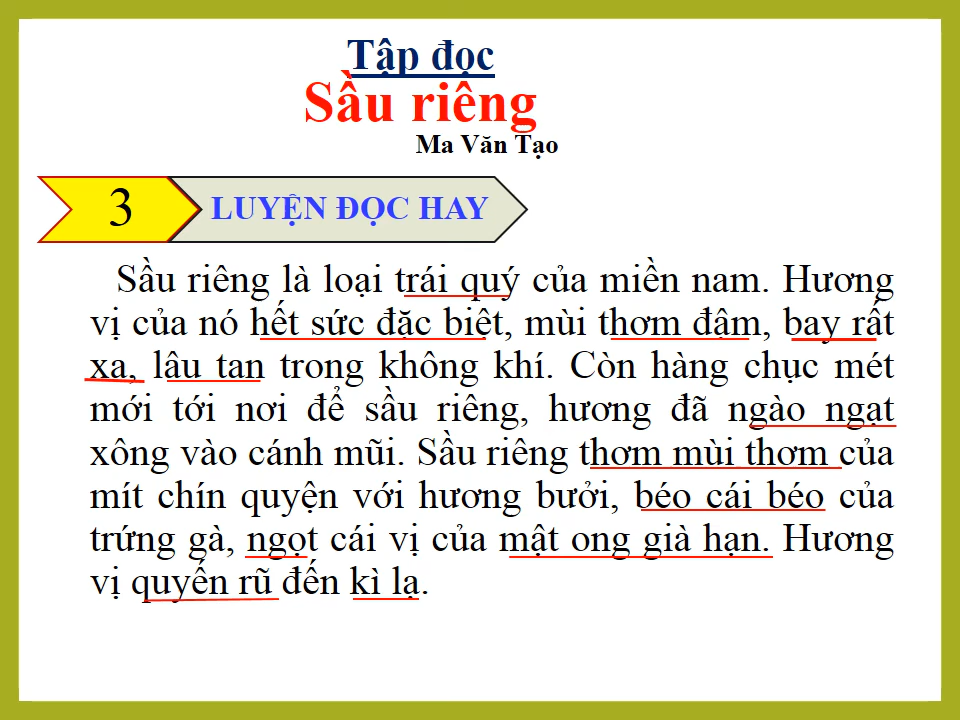 Tập đọc
Sầu riêng
Ma Văn Tạo
3
LUYỆN ĐỌC HAY
Sầu riêng là loại trái quý của miền nam. Hương
vị của nó hết sức đặc biệt, mùi thơm đậm, bay rất
xa, lâu tan trong không khí. Còn hàng chục mét
mới tới nơi để sầu riêng, hương đã ngào ngạt
xông vào cánh mũi. Sầu riêng thơm mùi thơm của
mít chín quyện với hương bưởi, béo cái béo của
trứng gà, ngọt cái vị của mật ong già hạn. Hương
vị quyến rũ đến kì lạ.